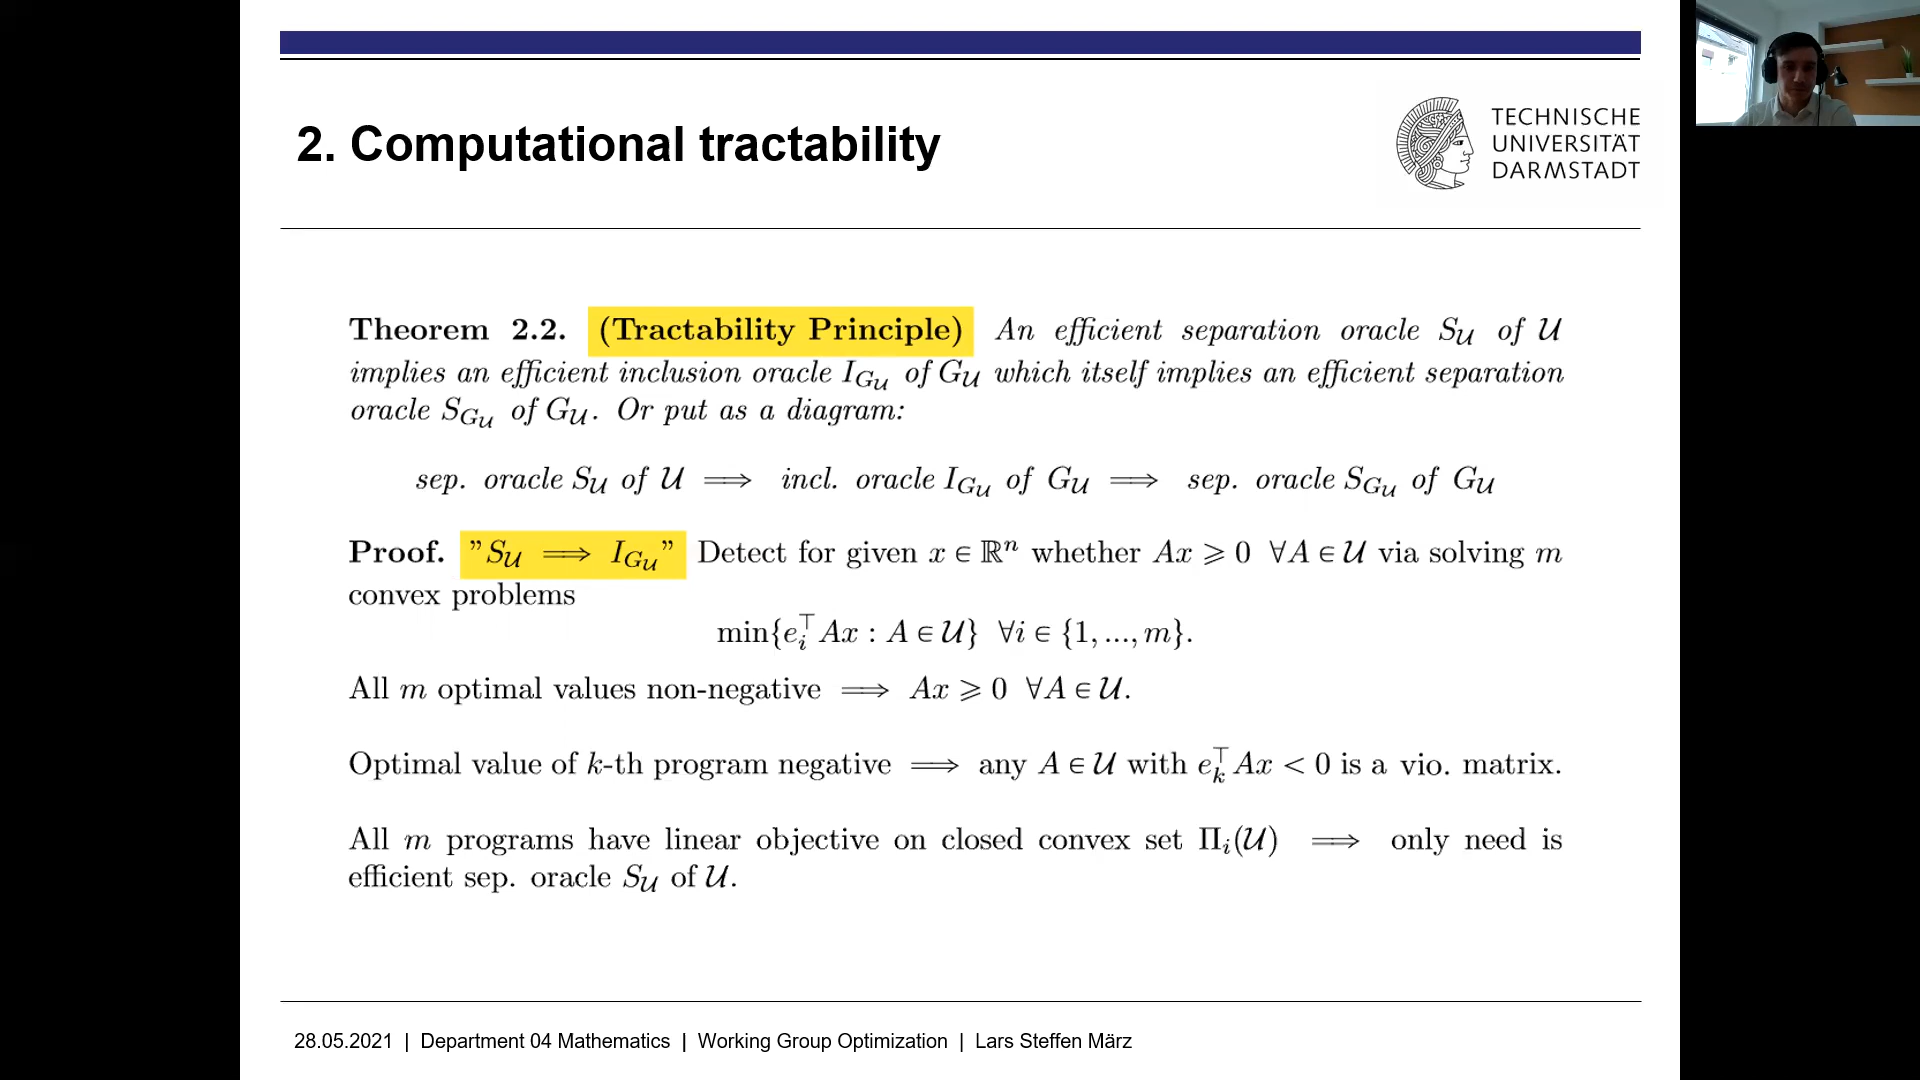 2. Computational tractability
TECHNISCHE
UNIVERSITÄT
DARMSTADT
Theorem 2.2. (Tractability Principle) An efficient separation oracle S_𝒰 of 𝒰
implies an efficient inclusion oracle I_{G_𝒰} of G_𝒰 which itself implies an efficient separation
oracle S_{G_𝒰} of G_𝒰. Or put as a diagram:
sep. oracle S_𝒰 of 𝒰 ⟹ incl. oracle I_{G_𝒰} of G_𝒰 ⟹ sep. oracle S_{G_𝒰} of G_𝒰
Proof. ”S_𝒰 ⟹ I_{G_𝒰}” Detect for given x ∈ ℝⁿ whether Ax ⩾ 0 ∀A ∈ 𝒰 via solving m
convex problems
min{e_i^⊤ Ax : A ∈ 𝒰} ∀i ∈ {1, ..., m}.
All m optimal values non-negative ⟹ Ax ⩾ 0 ∀A ∈ 𝒰.
Optimal value of k-th program negative ⟹ any A ∈ 𝒰 with e_k^⊤ Ax < 0 is a vio. matrix.
All m programs have linear objective on closed convex set Π_i(𝒰) ⟹ only need is
efficient sep. oracle S_𝒰 of 𝒰.
28.05.2021 | Department 04 Mathematics | Working Group Optimization | Lars Steffen März